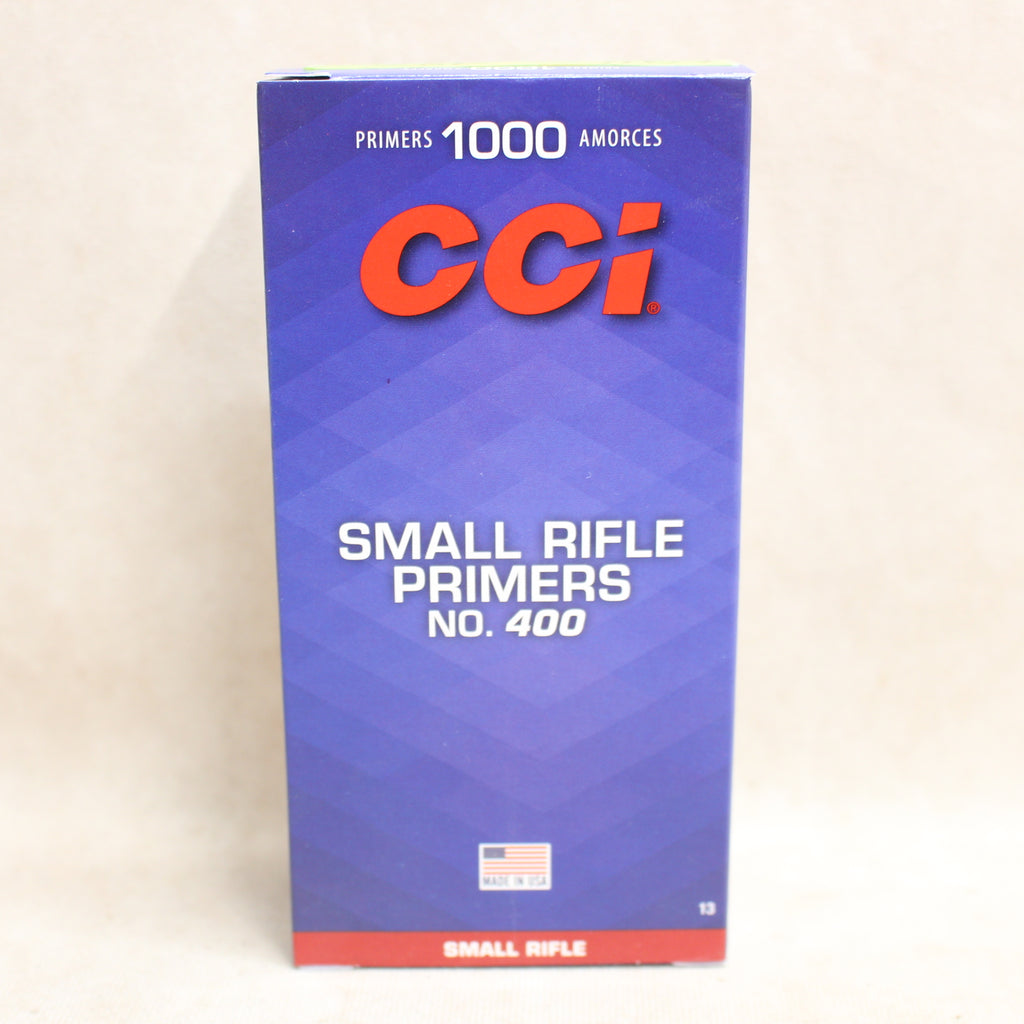 PRIMERS 1000 AMORCES
CCI®
SMALL RIFLE
PRIMERS
NO. 400
MADE IN USA
13
SMALL RIFLE